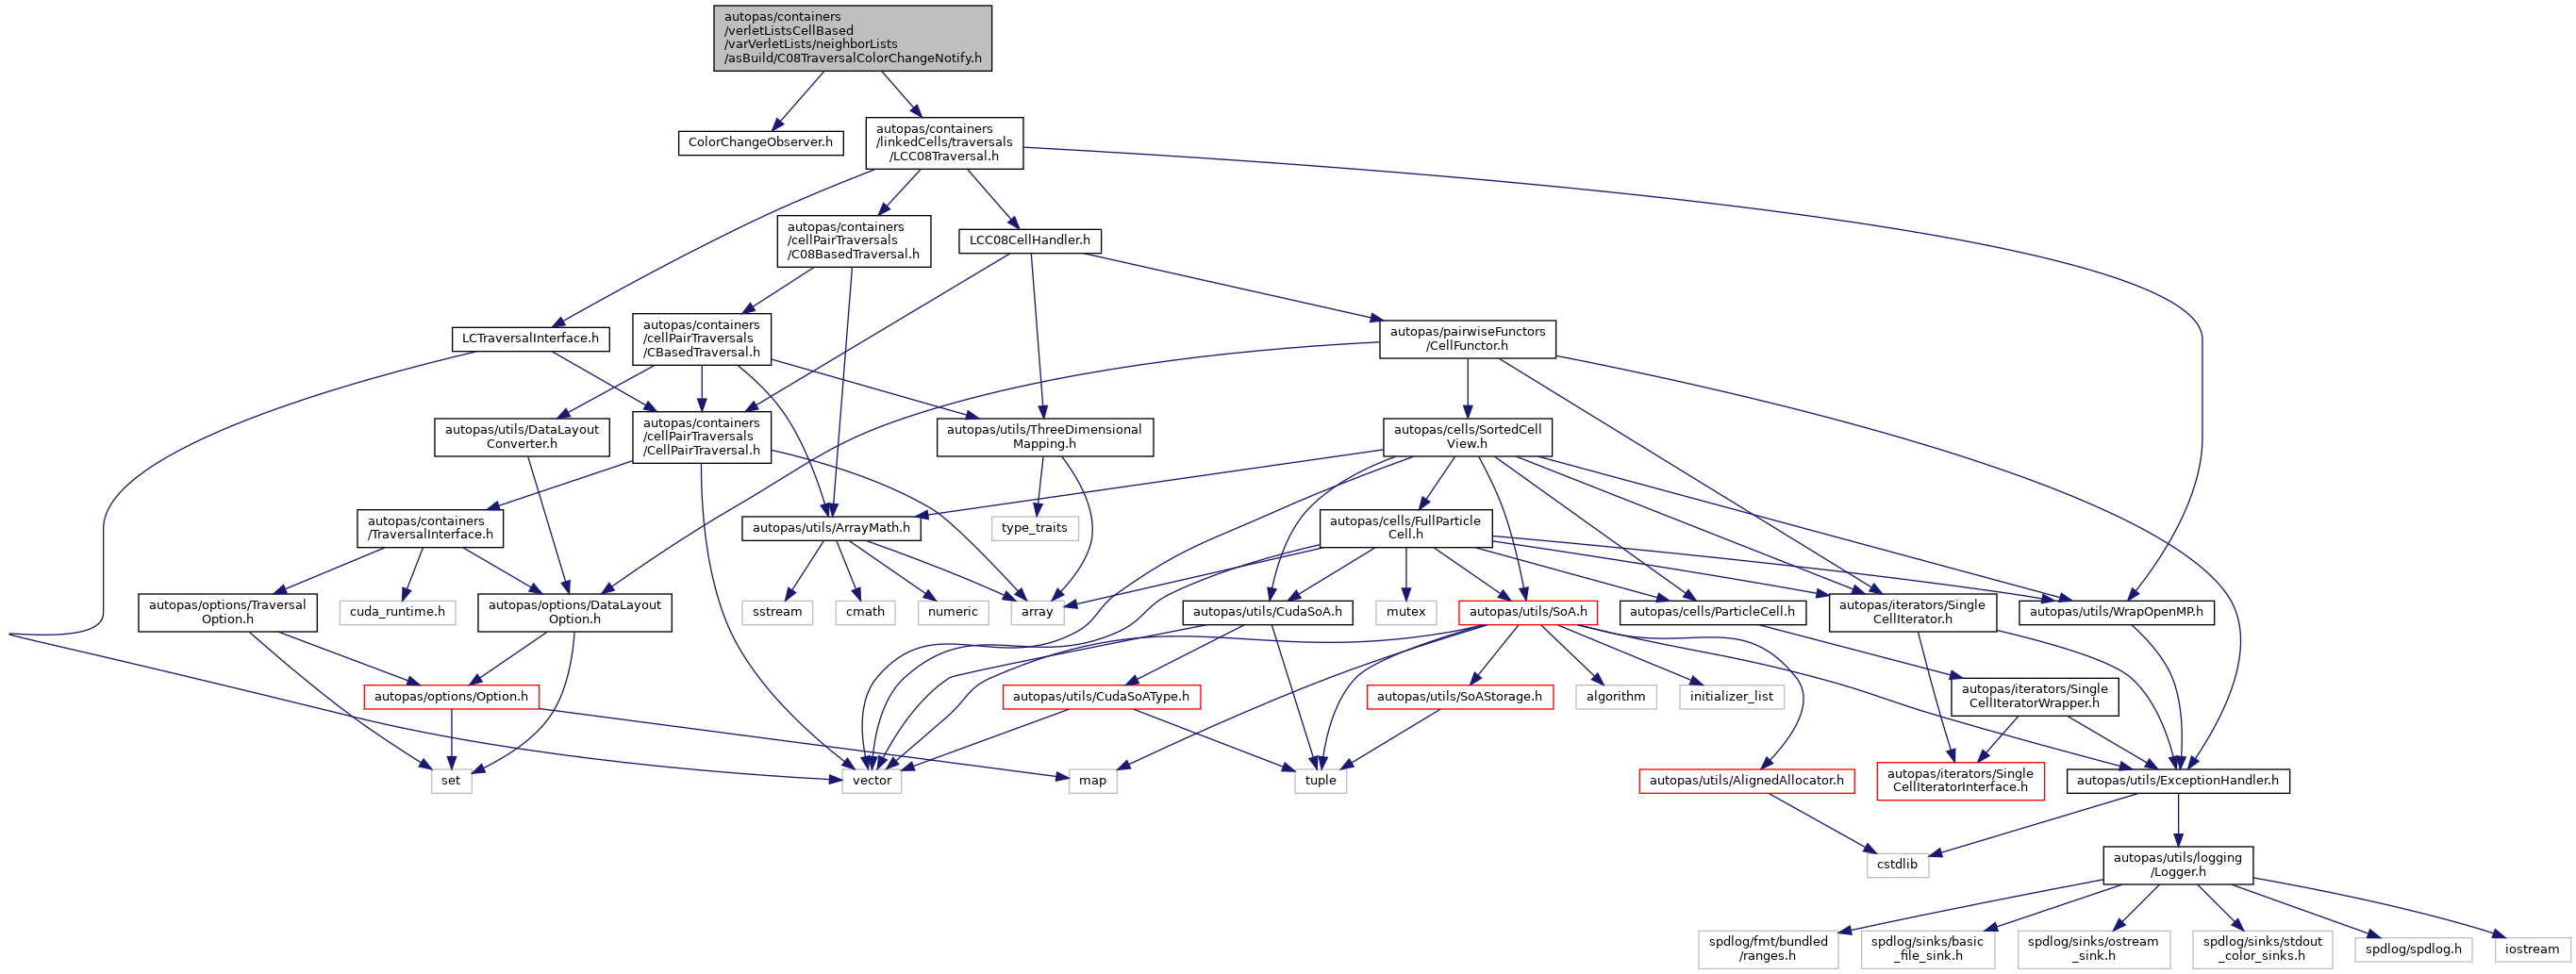 autopas/containers
/verletListsCellBased
/varVerletLists/neighborLists
/asBuild/C08TraversalColorChangeNotify.h
ColorChangeObserver.h
autopas/containers
/linkedCells/traversals
/LCC08Traversal.h
autopas/containers
/cellPairTraversals
/C08BasedTraversal.h
LCC08CellHandler.h
LCTraversalInterface.h
autopas/containers
/cellPairTraversals
/CBasedTraversal.h
autopas/pairwiseFunctors
/CellFunctor.h
autopas/utils/DataLayout
Converter.h
autopas/containers
/cellPairTraversals
/CellPairTraversal.h
autopas/utils/ThreeDimensional
Mapping.h
autopas/cells/SortedCell
View.h
autopas/containers
/TraversalInterface.h
autopas/utils/ArrayMath.h
type_traits
autopas/cells/FullParticle
Cell.h
autopas/options/Traversal
Option.h
cuda_runtime.h
autopas/options/DataLayout
Option.h
sstream
cmath
numeric
array
autopas/utils/CudaSoA.h
mutex
autopas/utils/SoA.h
autopas/cells/ParticleCell.h
autopas/iterators/Single
CellIterator.h
autopas/utils/WrapOpenMP.h
autopas/options/Option.h
autopas/utils/CudaSoAType.h
autopas/utils/SoAStorage.h
algorithm
initializer_list
autopas/iterators/Single
CellIteratorWrapper.h
set
vector
map
tuple
autopas/utils/AlignedAllocator.h
autopas/iterators/Single
CellIteratorInterface.h
autopas/utils/ExceptionHandler.h
cstdlib
autopas/utils/logging
/Logger.h
spdlog/fmt/bundled
/ranges.h
spdlog/sinks/basic
_file_sink.h
spdlog/sinks/ostream
_sink.h
spdlog/sinks/stdout
_color_sinks.h
spdlog/spdlog.h
iostream